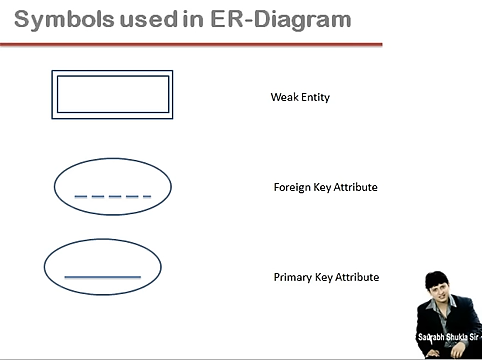 Symbols used in ER-Diagram
Weak Entity
Foreign Key Attribute
Primary Key Attribute
Saurabh Shukla Sir